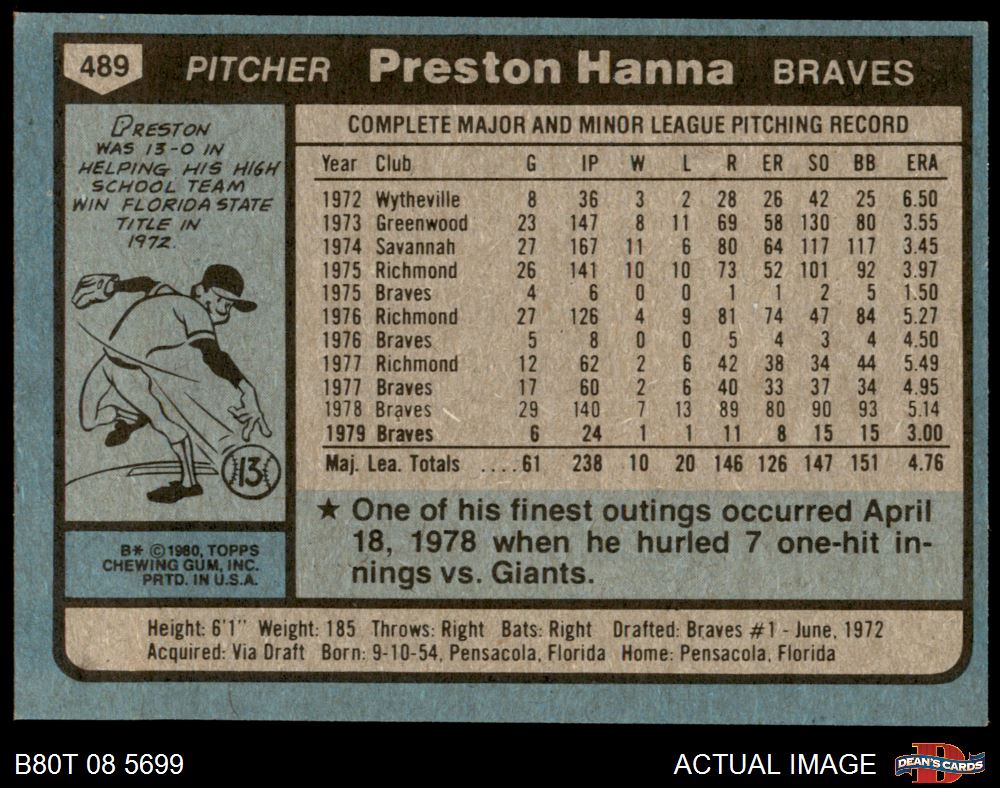 489 PITCHER Preston Hanna BRAVES
PRESTON
WAS 13-0 IN
HELPING HIS HIGH
SCHOOL TEAM
WIN FLORIDA STATE
TITLE IN
1972.
13
B* © 1980, TOPPS
CHEWING GUM, INC.
PRTD. IN U.S.A.
COMPLETE MAJOR AND MINOR LEAGUE PITCHING RECORD
Year Club G IP W L R ER SO BB ERA
1972 Wytheville 8 36 3 2 28 26 42 25 6.50
1973 Greenwood 23 147 8 11 69 58 130 80 3.55
1974 Savannah 27 167 11 6 80 64 117 117 3.45
1975 Richmond 26 141 10 10 73 52 101 92 3.97
1975 Braves 4 6 0 0 1 1 2 5 1.50
1976 Richmond 27 126 4 9 81 74 47 84 5.27
1976 Braves 5 8 0 0 5 4 3 4 4.50
1977 Richmond 12 62 2 6 42 38 34 44 5.49
1977 Braves 17 60 2 6 40 33 37 34 4.95
1978 Braves 29 140 7 13 89 80 90 93 5.14
1979 Braves 6 24 1 1 11 8 15 15 3.00
Maj. Lea. Totals ....61 238 10 20 146 126 147 151 4.76
★ One of his finest outings occurred April
18, 1978 when he hurled 7 one-hit in-
nings vs. Giants.
Height: 6'1" Weight: 185 Throws: Right Bats: Right Drafted: Braves #1 - June, 1972
Acquired: Via Draft Born: 9-10-54, Pensacola, Florida Home: Pensacola, Florida
B80T 08 5699 ACTUAL IMAGE DEAN'S CARDS